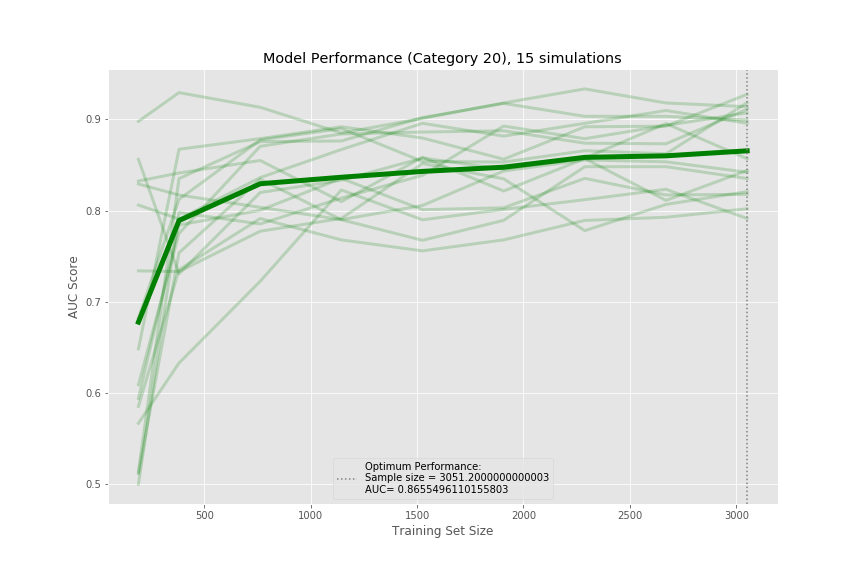 Model Performance (Category 20), 15 simulations
AUC Score
0.9
0.8
0.7
0.6
0.5
Optimum Performance:
Sample size = 3051.2000000000003
AUC= 0.8655496110155803
500
1000
1500
2000
2500
3000
Training Set Size